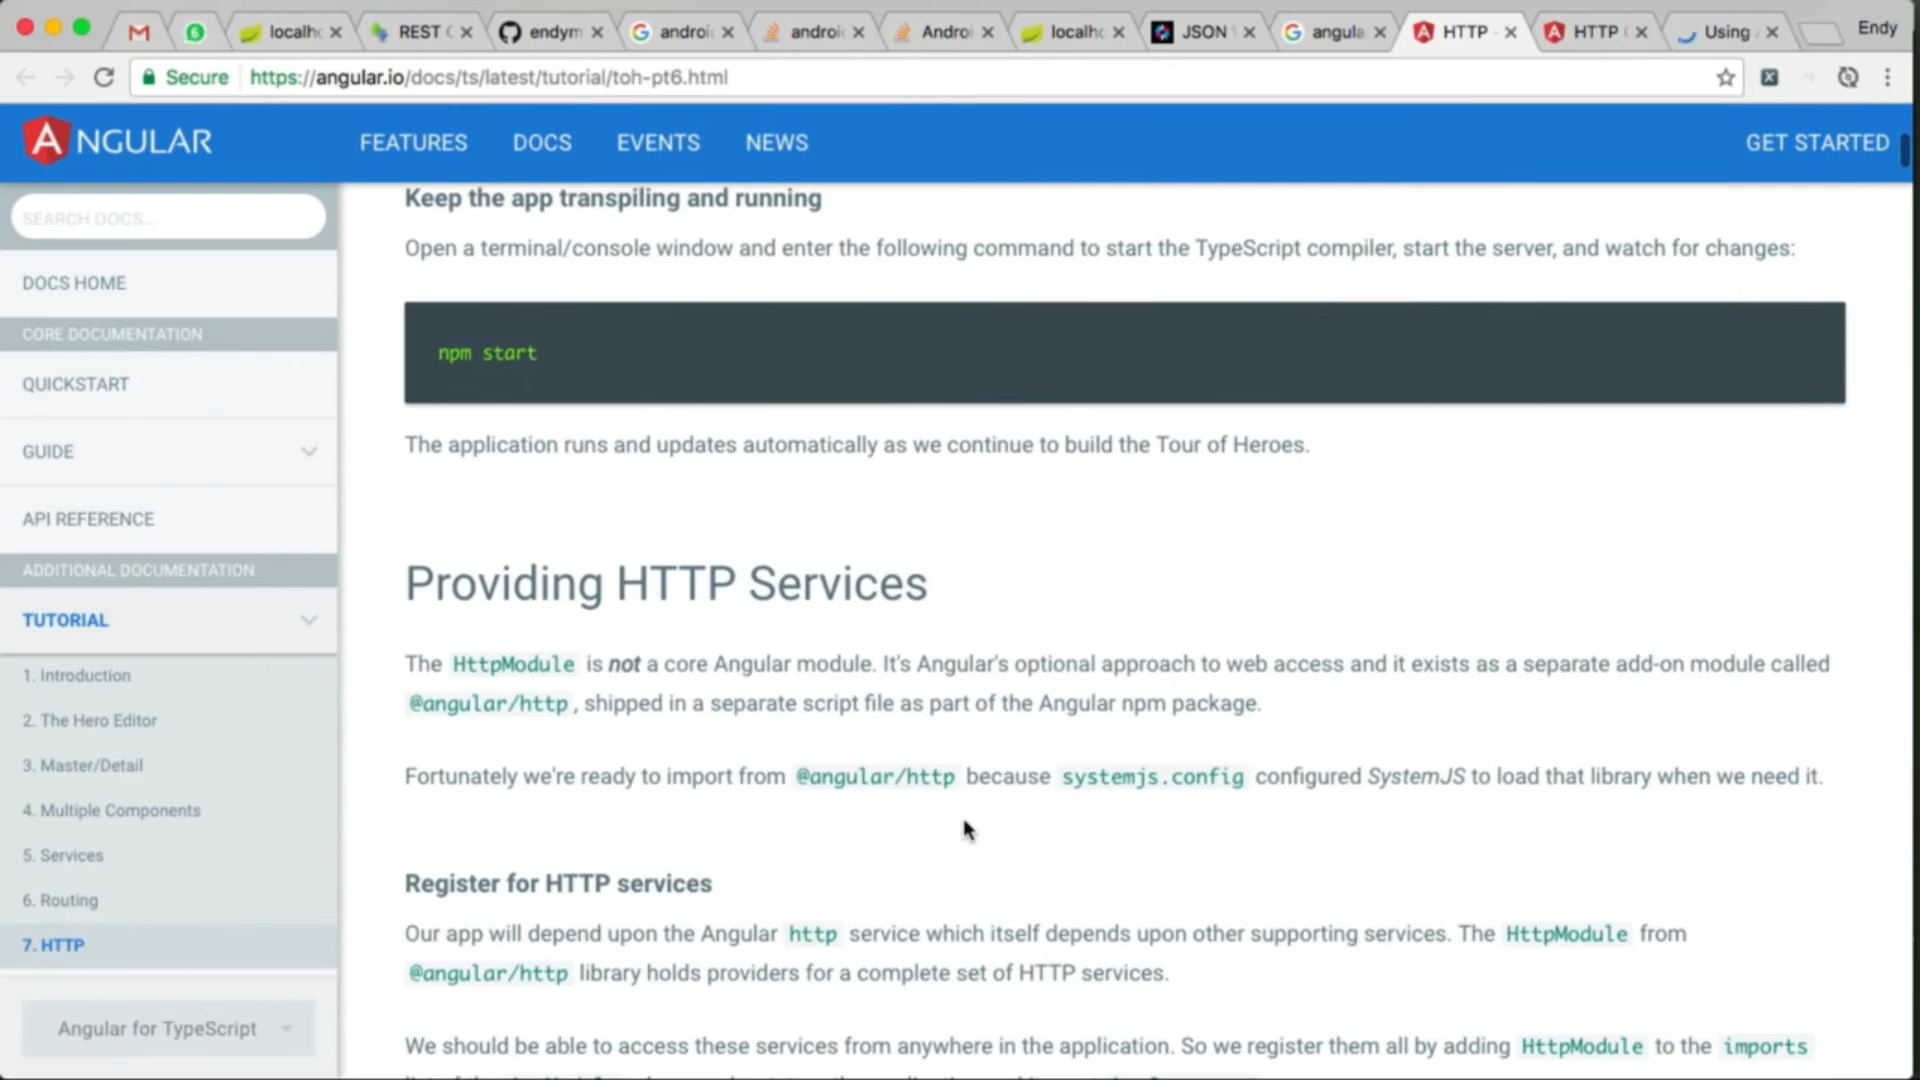 localh
REST
endym
androi
androi
Androi
localh
JSON
angula
HTTP
HTTP
Using
Endy
Secure
https://angular.io/docs/ts/latest/tutorial/toh-pt6.html
ANGULAR
FEATURES
DOCS
EVENTS
NEWS
GET STARTED
SEARCH DOCS...
DOCS HOME
CORE DOCUMENTATION
QUICKSTART
GUIDE
API REFERENCE
ADDITIONAL DOCUMENTATION
TUTORIAL
1. Introduction
2. The Hero Editor
3. Master/Detail
4. Multiple Components
5. Services
6. Routing
7. HTTP
Angular for TypeScript
Keep the app transpiling and running
Open a terminal/console window and enter the following command to start the TypeScript compiler, start the server, and watch for changes:
npm start
The application runs and updates automatically as we continue to build the Tour of Heroes.
Providing HTTP Services
The HttpModule is not a core Angular module. It's Angular's optional approach to web access and it exists as a separate add-on module called
@angular/http, shipped in a separate script file as part of the Angular npm package.
Fortunately we're ready to import from @angular/http because systemjs.config configured SystemJS to load that library when we need it.
Register for HTTP services
Our app will depend upon the Angular http service which itself depends upon other supporting services. The HttpModule from
@angular/http library holds providers for a complete set of HTTP services.
We should be able to access these services from anywhere in the application. So we register them all by adding HttpModule to the imports